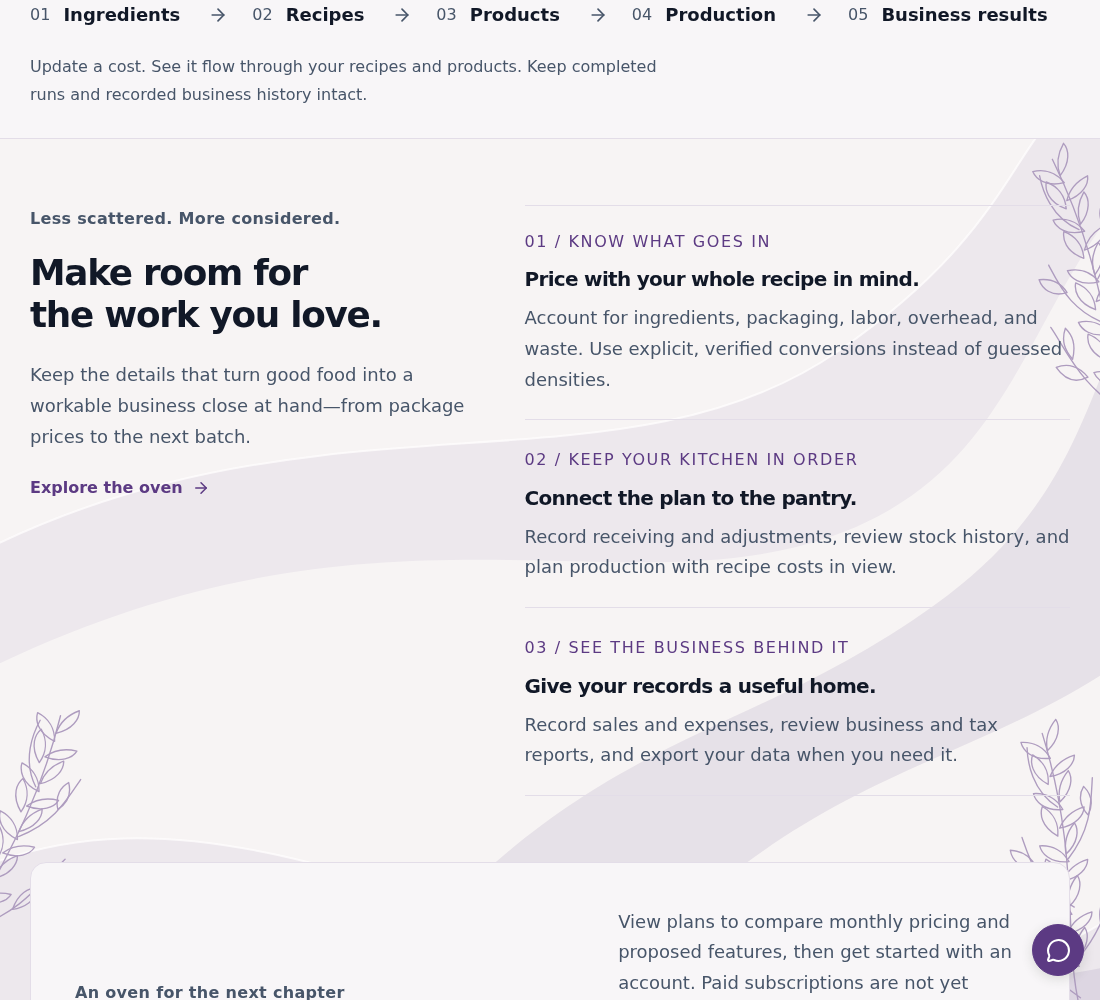 01 Ingredients → 02 Recipes → 03 Products → 04 Production → 05 Business results
Update a cost. See it flow through your recipes and products. Keep completed
runs and recorded business history intact.
Less scattered. More considered.
Make room for
the work you love.
Keep the details that turn good food into a
workable business close at hand—from package
prices to the next batch.
Explore the oven →
01 / KNOW WHAT GOES IN
Price with your whole recipe in mind.
Account for ingredients, packaging, labor, overhead, and
waste. Use explicit, verified conversions instead of guessed
densities.
02 / KEEP YOUR KITCHEN IN ORDER
Connect the plan to the pantry.
Record receiving and adjustments, review stock history, and
plan production with recipe costs in view.
03 / SEE THE BUSINESS BEHIND IT
Give your records a useful home.
Record sales and expenses, review business and tax
reports, and export your data when you need it.
An oven for the next chapter
View plans to compare monthly pricing and
proposed features, then get started with an
account. Paid subscriptions are not yet